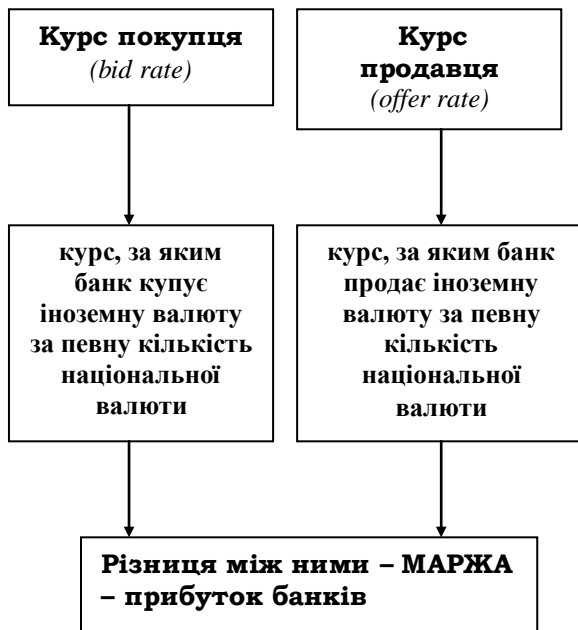 Курс покупця
(bid rate)
Курс
продавця
(offer rate)
курс, за яким
банк купує
іноземну валюту
за певну кількість
національної
валюти
курс, за яким банк
продає іноземну
валюту за певну
кількість
національної
валюти
Різниця між ними – МАРЖА
– прибуток банків